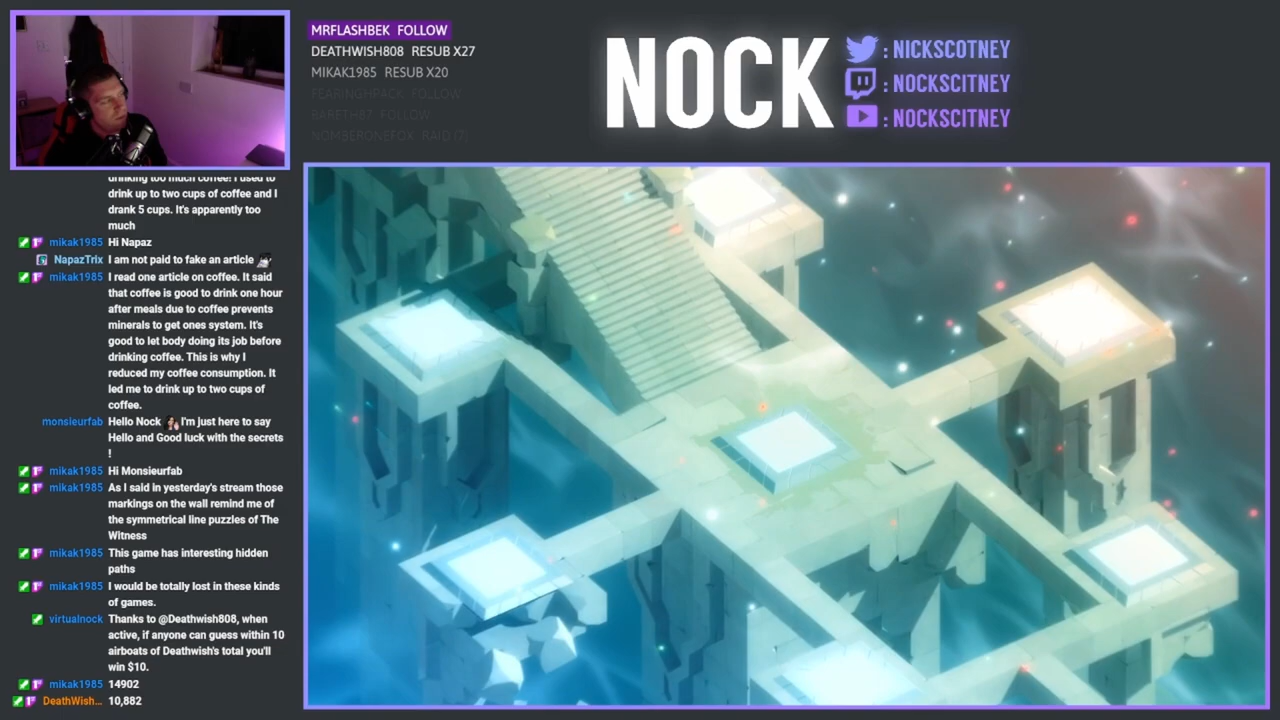 MRFLASHBEK FOLLOW
DEATHWISH808 RESUB X27
MIKAK1985 RESUB X20
FEARINGHPACK FOLLOW
RARETH87 FOLLOW
NOMBERONEFOX RAID (7)
NOCK
: NICKSCOTNEY
: NOCKSCITNEY
: NOCKSCITNEY
drinking too much coffee! I used to
drink up to two cups of coffee and I
drank 5 cups. It's apparently too
much
mikak1985 Hi Napaz
NapazTrix I am not paid to fake an article
mikak1985 I read one article on coffee. It said
that coffee is good to drink one hour
after meals due to coffee prevents
minerals to get ones system. It's
good to let body doing its job before
drinking coffee. This is why I
reduced my coffee consumption. It
led me to drink up to two cups of
coffee.
monsieurfab Hello Nock I'm just here to say
Hello and Good luck with the secrets
!
mikak1985 Hi Monsieurfab
mikak1985 As I said in yesterday's stream those
markings on the wall remind me of
the symmetrical line puzzles of The
Witness
mikak1985 This game has interesting hidden
paths
mikak1985 I would be totally lost in these kinds
of games.
virtualnock Thanks to @Deathwish808, when
active, if anyone can guess within 10
airboats of Deathwish's total you'll
win $10.
mikak1985 14902
DeathWish... 10,882